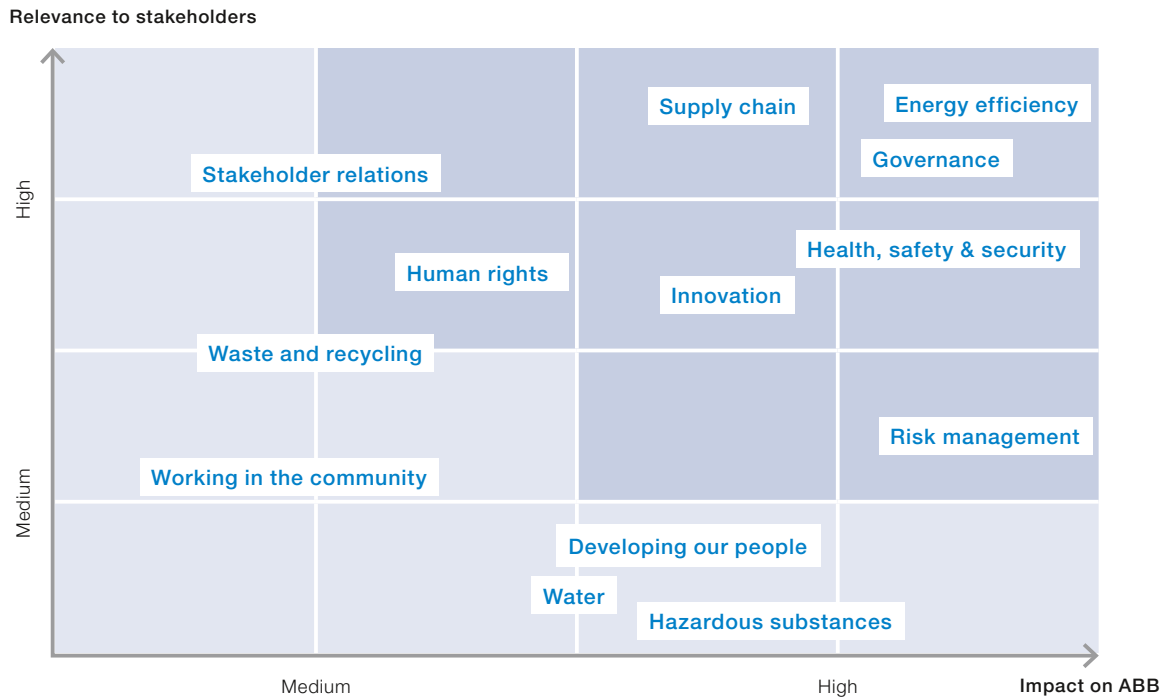 Relevance to stakeholders
Supply chain
Energy efficiency
Governance
Stakeholder relations
High
Health, safety & security
Human rights
Innovation
Waste and recycling
Risk management
Working in the community
Medium
Developing our people
Water
Hazardous substances
Medium
High
Impact on ABB